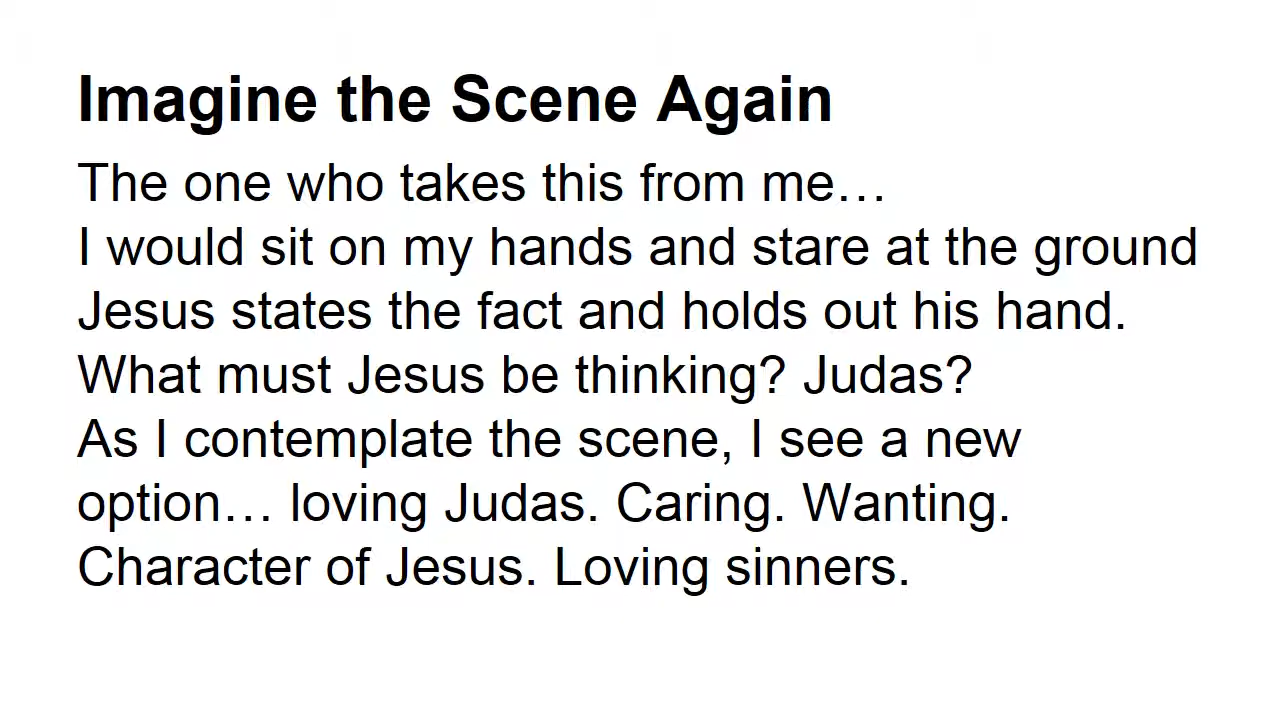 Imagine the Scene Again
The one who takes this from me…
I would sit on my hands and stare at the ground
Jesus states the fact and holds out his hand.
What must Jesus be thinking? Judas?
As I contemplate the scene, I see a new
option… loving Judas. Caring. Wanting.
Character of Jesus. Loving sinners.